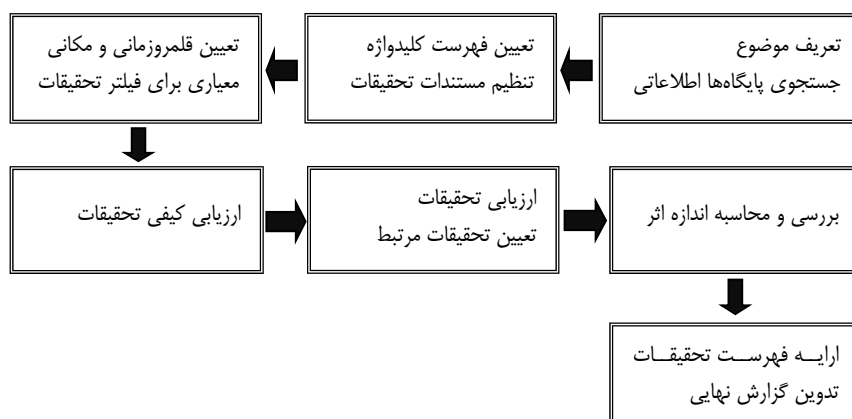 تعریف موضوع
جستجوی پایگاه‌ها اطلاعاتی
تعیین فهرست کلیدواژه
تنظیم مستندات تحقیقات
تعیین قلمروزمانی و مکانی
معیاری برای فیلتر تحقیقات
ارزیابی کیفی تحقیقات
ارزیابی تحقیقات
تعیین تحقیقات مرتبط
بررسی و محاسبه اندازه اثر
ارایه فهرست تحقیقات
تدوین گزارش نهایی